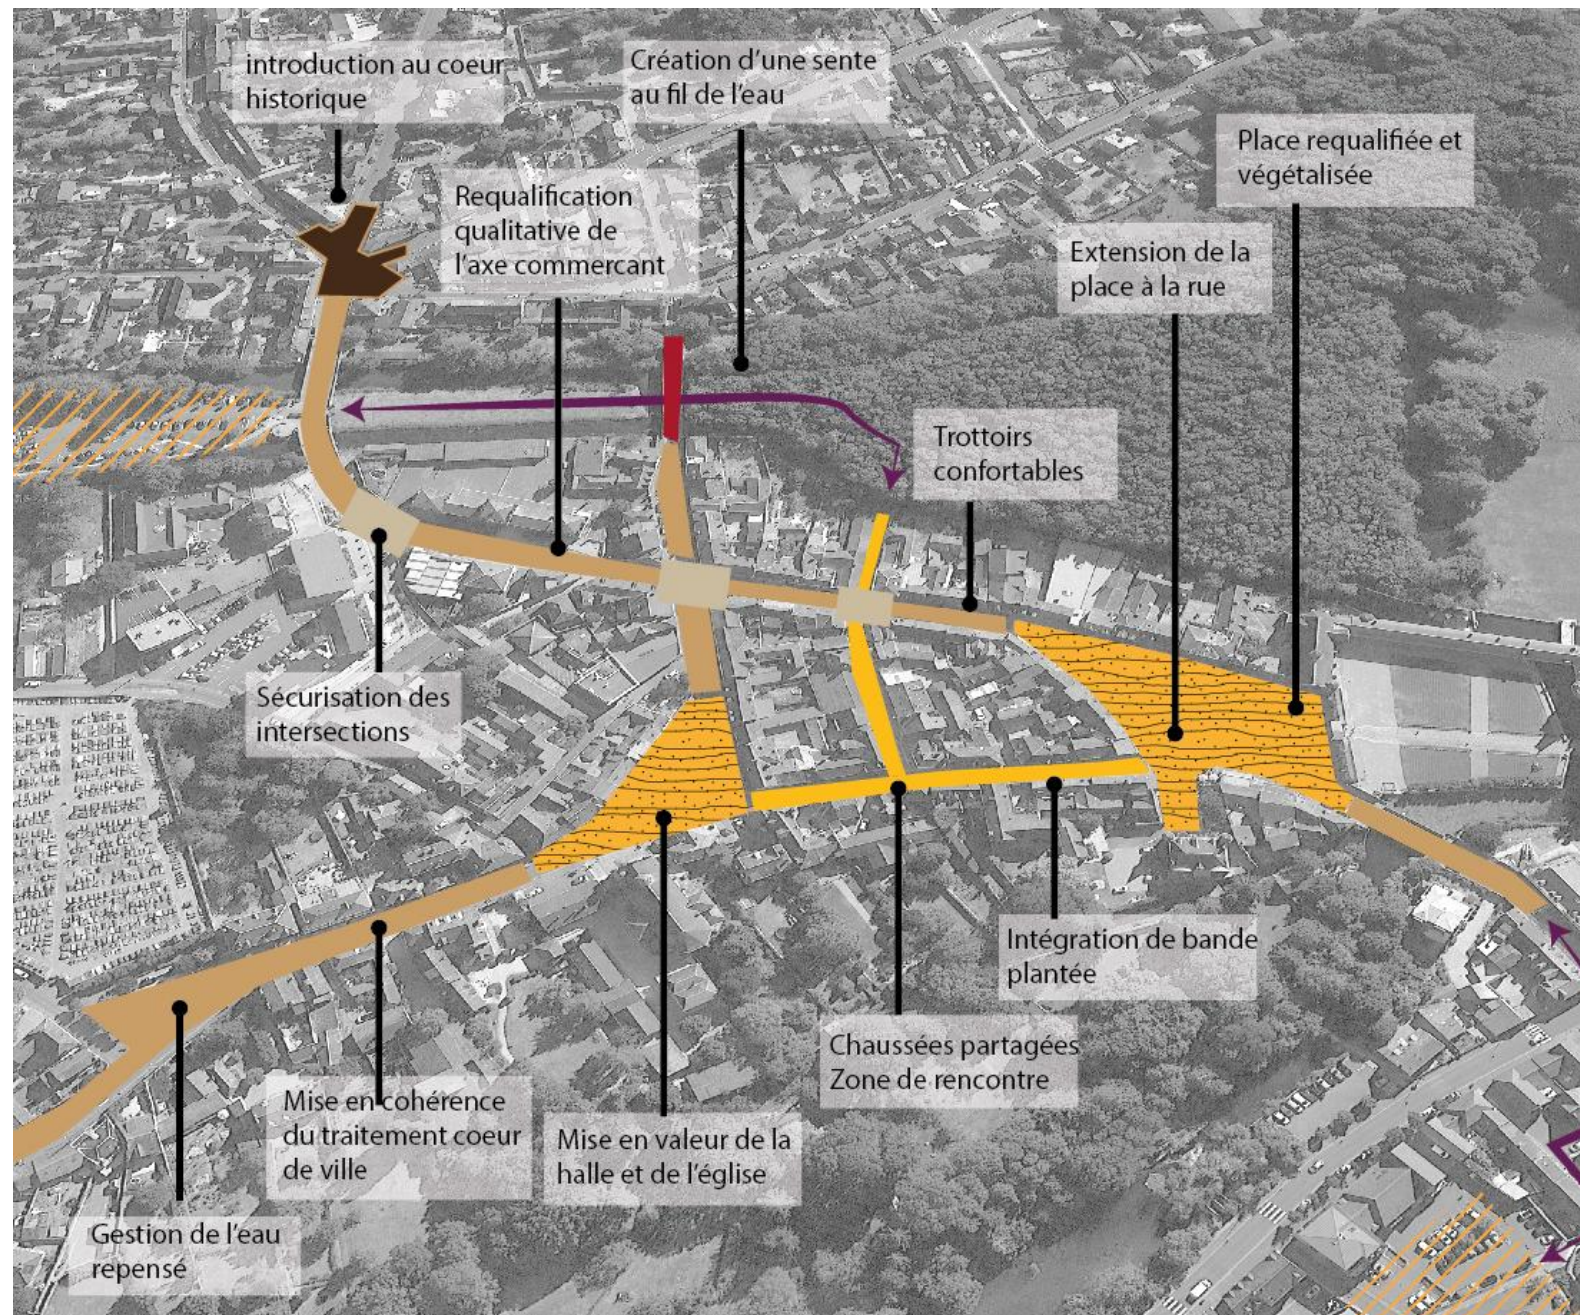 introduction au coeur
historique
Création d'une sente
au fil de l'eau
Place requalifiée et
végétalisée
Requalification
qualitative de
l'axe commercant
Extension de la
place à la rue
Trottoirs
confortables
Sécurisation des
intersections
Intégration de bande
plantée
Chaussées partagées
Zone de rencontre
Mise en cohérence
du traitement coeur
de ville
Mise en valeur de la
halle et de l'église
Gestion de l'eau
repensé